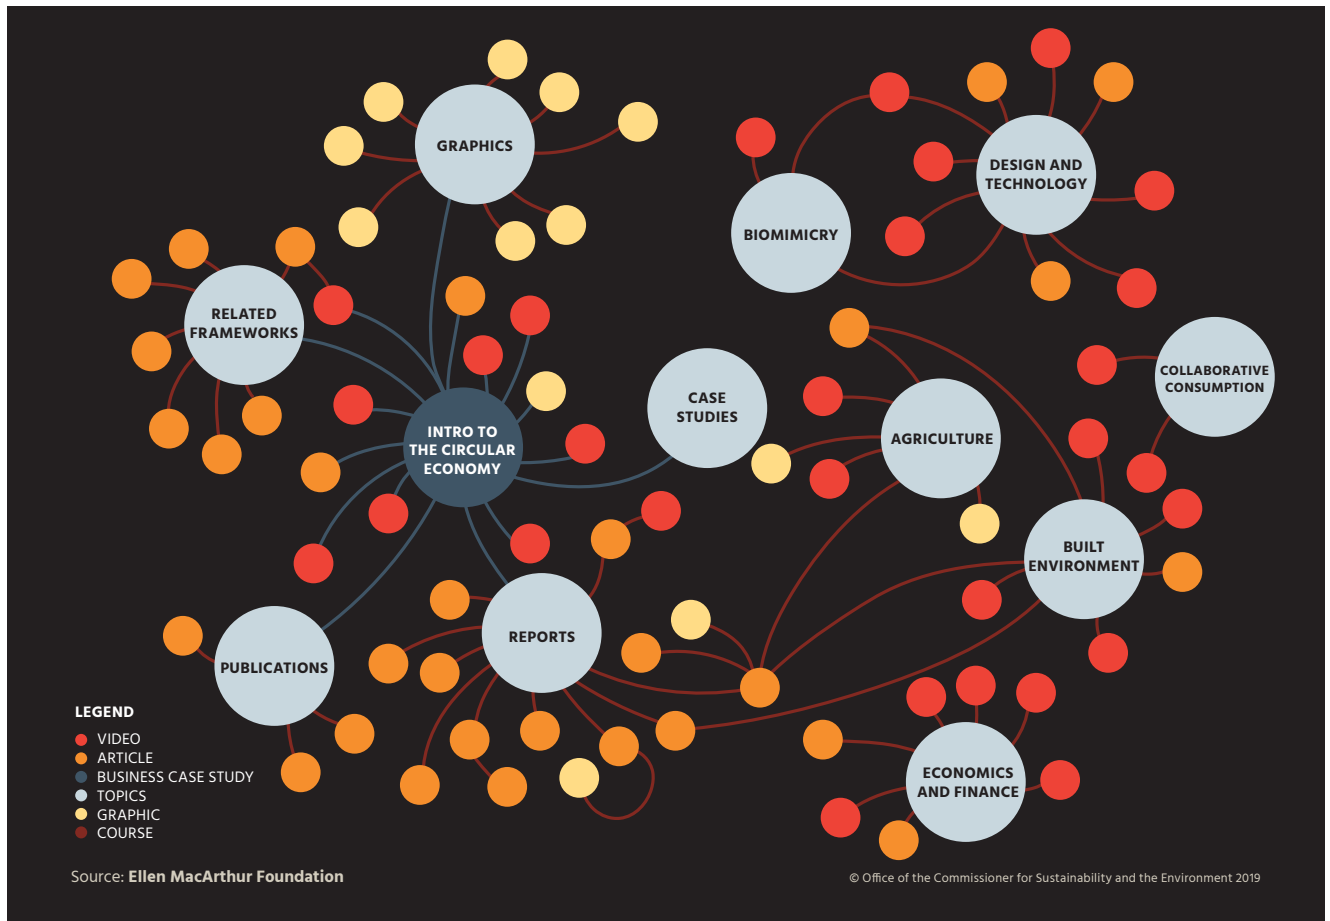 GRAPHICS
DESIGN AND
TECHNOLOGY
BIOMIMICRY
RELATED
FRAMEWORKS
COLLABORATIVE
CONSUMPTION
CASE
STUDIES
AGRICULTURE
INTRO TO
THE CIRCULAR
ECONOMY
BUILT
ENVIRONMENT
REPORTS
PUBLICATIONS
ECONOMICS
AND FINANCE
LEGEND
VIDEO
ARTICLE
BUSINESS CASE STUDY
TOPICS
GRAPHIC
COURSE
Source: Ellen MacArthur Foundation
© Office of the Commissioner for Sustainability and the Environment 2019